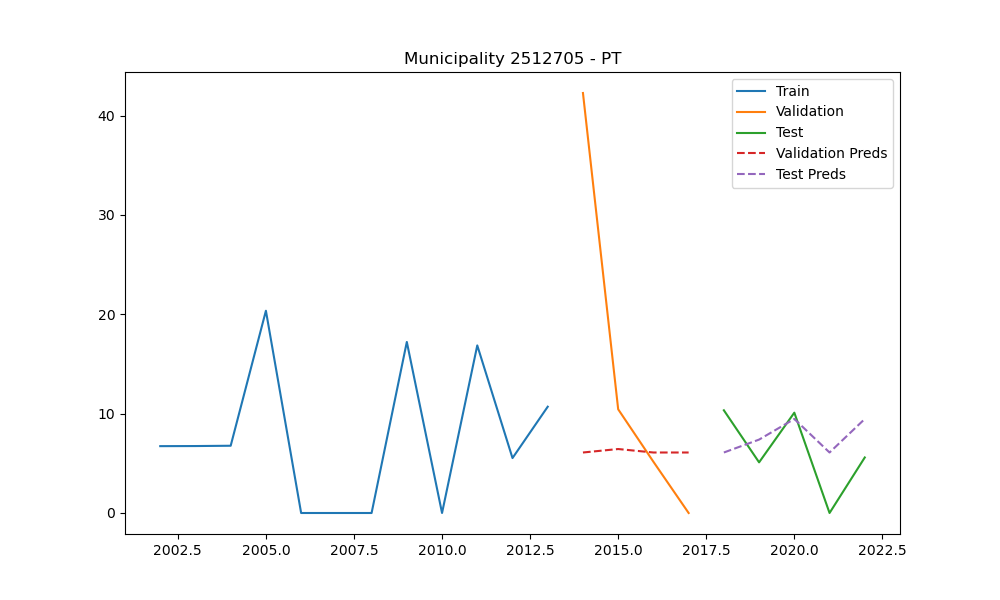 Municipality 2512705 - PT
Train
Validation
Test
Validation Preds
Test Preds
40
30
20
10
0
2002.5 2005.0 2007.5 2010.0 2012.5 2015.0 2017.5 2020.0 2022.5